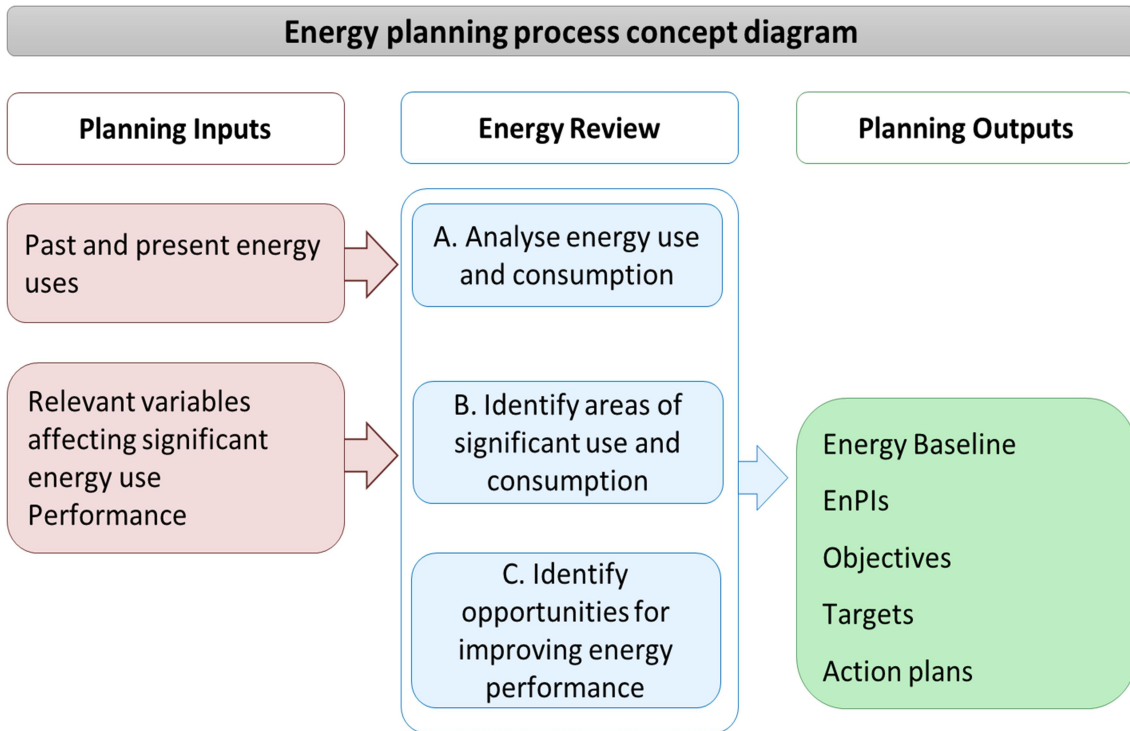 Energy planning process concept diagram
Planning Inputs
Energy Review
Planning Outputs
Past and present energy
uses
A. Analyse energy use
and consumption
Relevant variables
affecting significant
energy use
Performance
B. Identify areas of
significant use and
consumption
C. Identify
opportunities for
improving energy
performance
Energy Baseline
EnPIs
Objectives
Targets
Action plans